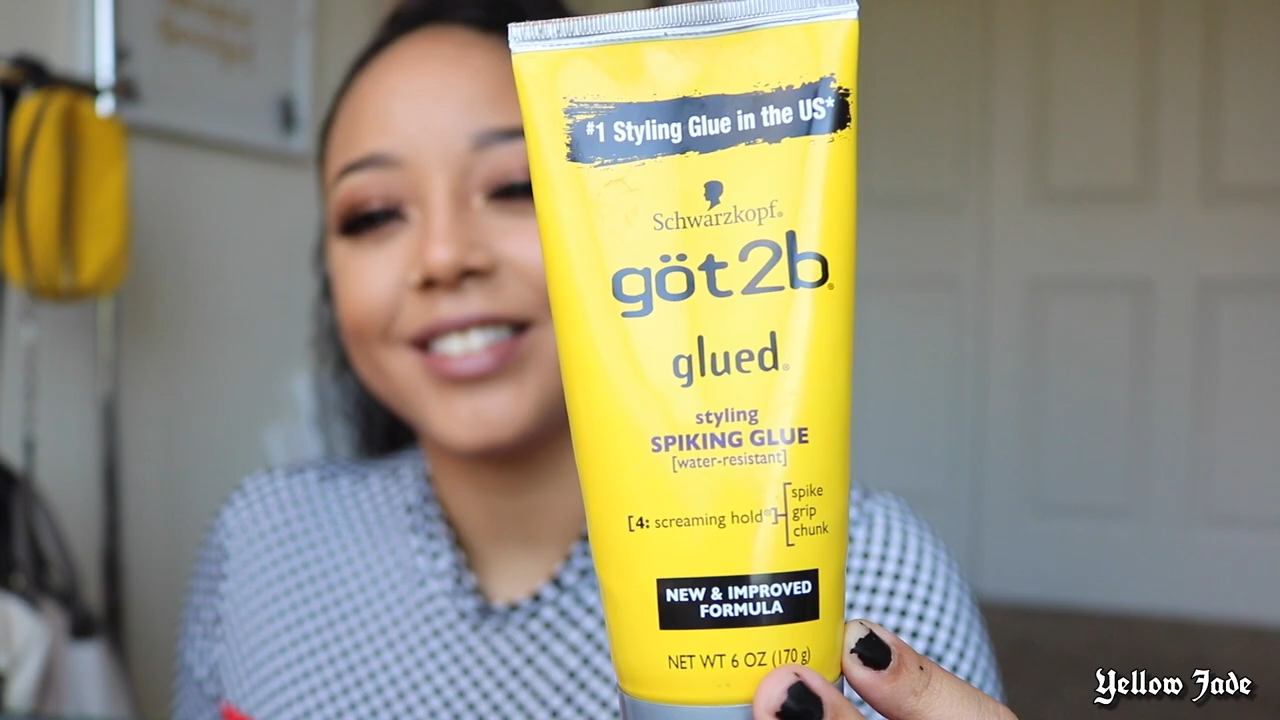 #1 Styling Glue in the US*
Schwarzkopf®
göt2b®
glued®
styling
SPIKING GLUE
[water-resistant]
[4: screaming hold®]
spike
grip
chunk
NEW & IMPROVED
FORMULA
NET WT 6 OZ (170 g)
Yellow Jade